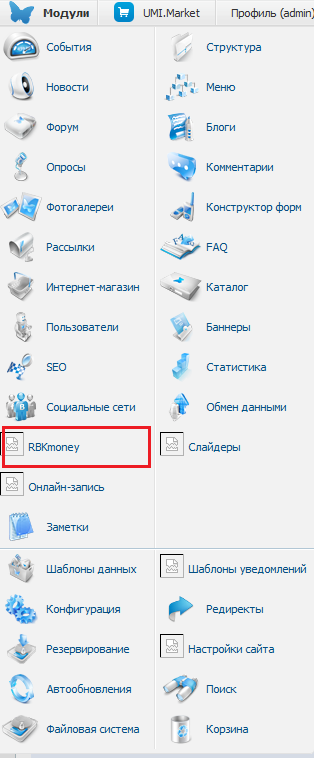 Модули UMI.Market Профиль (admin)
События Структура
Новости Меню
Форум Блоги
Опросы Комментарии
Фотогалереи Конструктор форм
Рассылки FAQ
Интернет-магазин Каталог
Пользователи Баннеры
SEO Статистика
Социальные сети Обмен данными
RBKmoney Слайдеры
Онлайн-запись
Заметки
Шаблоны данных Шаблоны уведомлений
Конфигурация Редиректы
Резервирование Настройки сайта
Автообновления Поиск
Файловая система Корзина